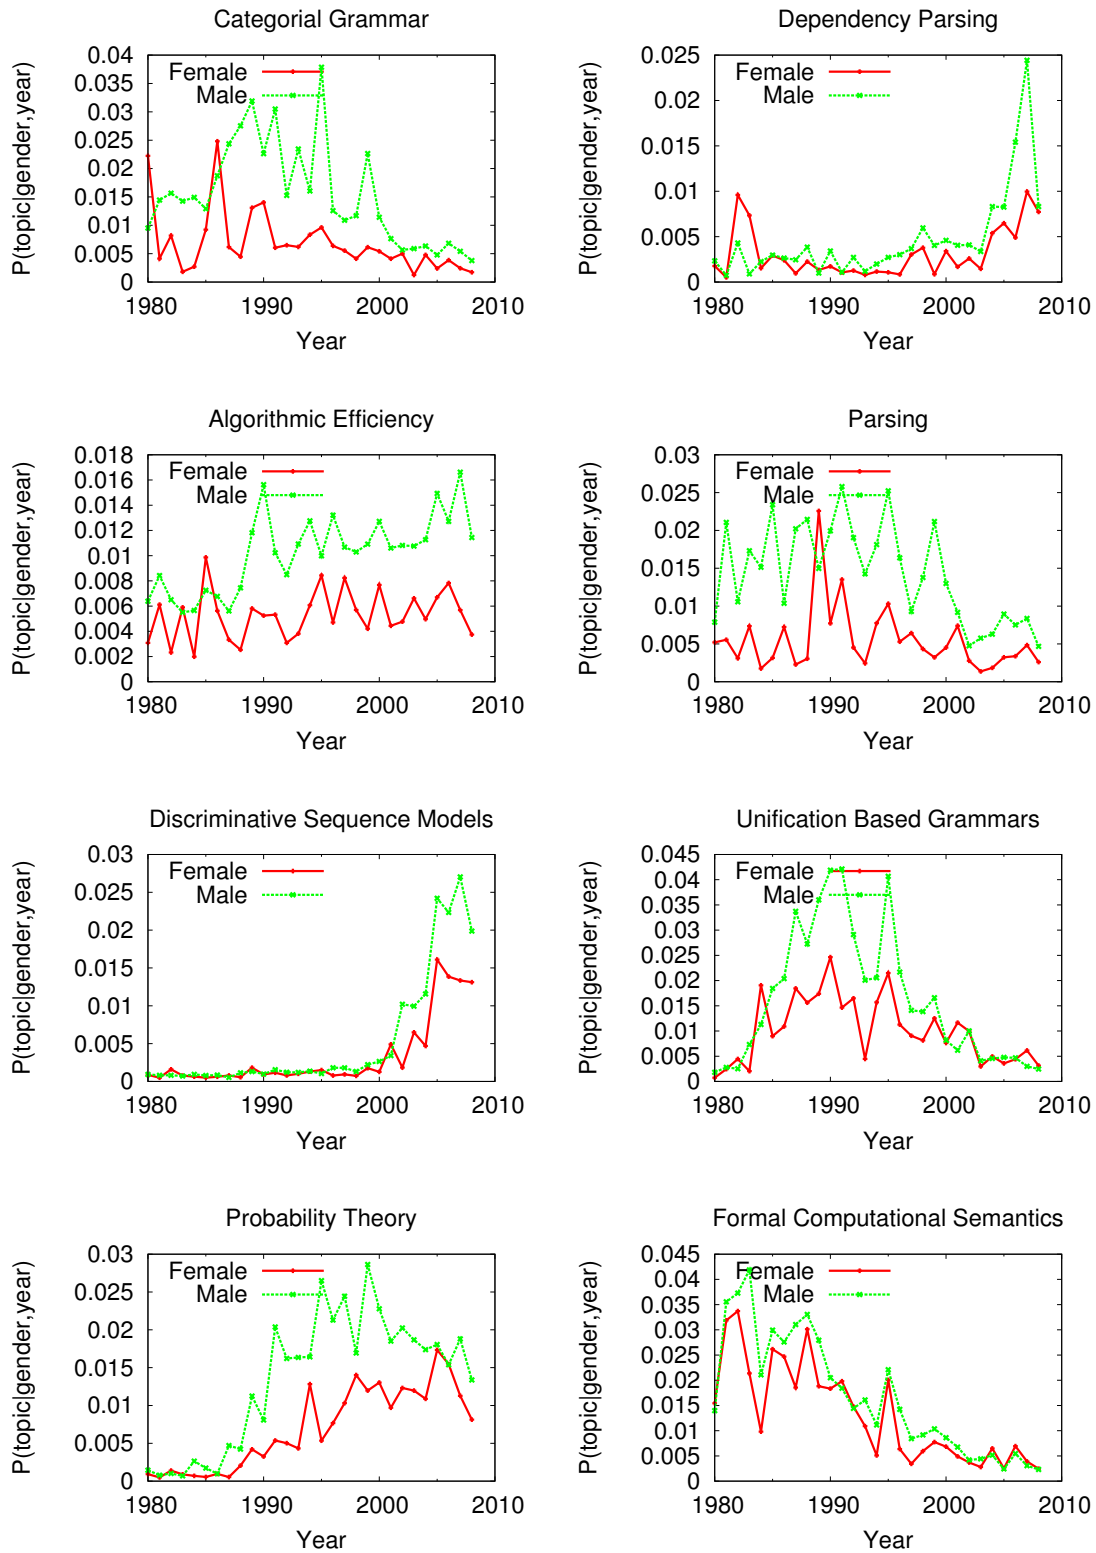 Categorial Grammar
0.04
0.035
0.03
0.025
0.02
0.015
0.01
0.005
0
P(topic|gender,year)
Female
Male
1980 1990 2000 2010
Year
Dependency Parsing
0.025
0.02
0.015
0.01
0.005
0
P(topic|gender,year)
Female
Male
1980 1990 2000 2010
Year
Algorithmic Efficiency
0.018
0.016
0.014
0.012
0.01
0.008
0.006
0.004
0.002
0
P(topic|gender,year)
Female
Male
1980 1990 2000 2010
Year
Parsing
0.03
0.025
0.02
0.015
0.01
0.005
0
P(topic|gender,year)
Female
Male
1980 1990 2000 2010
Year
Discriminative Sequence Models
0.03
0.025
0.02
0.015
0.01
0.005
0
P(topic|gender,year)
Female
Male
1980 1990 2000 2010
Year
Unification Based Grammars
0.045
0.04
0.035
0.03
0.025
0.02
0.015
0.01
0.005
0
P(topic|gender,year)
Female
Male
1980 1990 2000 2010
Year
Probability Theory
0.03
0.025
0.02
0.015
0.01
0.005
0
P(topic|gender,year)
Female
Male
1980 1990 2000 2010
Year
Formal Computational Semantics
0.045
0.04
0.035
0.03
0.025
0.02
0.015
0.01
0.005
0
P(topic|gender,year)
Female
Male
1980 1990 2000 2010
Year